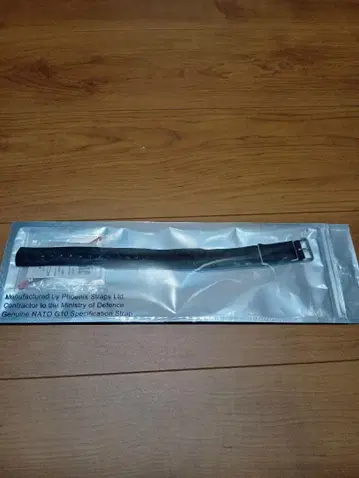 Manufactured by Phoenix Straps Ltd.
Contractor to the Ministry of Defence
Genuine NATO G10 Specification Strap